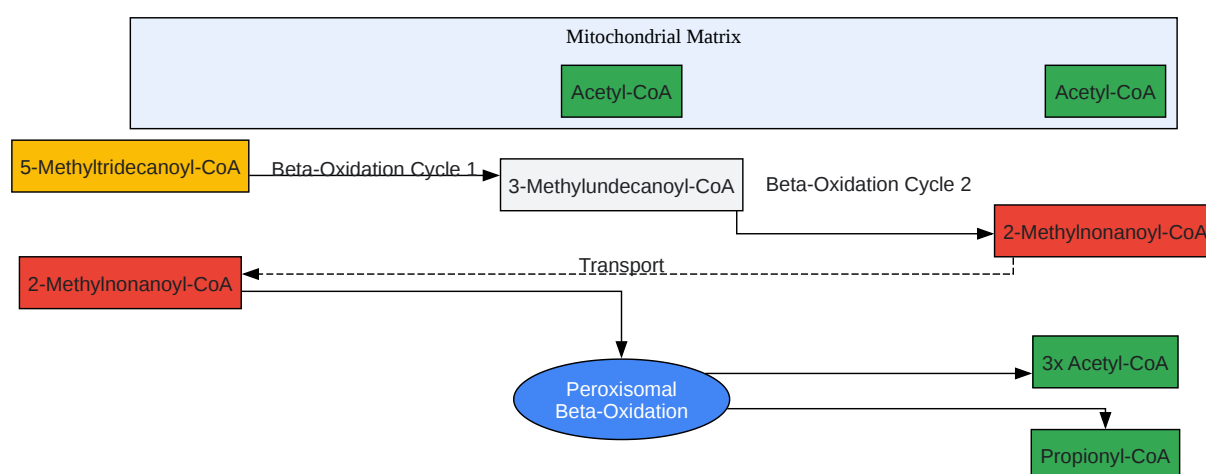 Mitochondrial Matrix
Acetyl-CoA
Acetyl-CoA
5-Methyltridecanoyl-CoA
Beta-Oxidation Cycle 1
3-Methylundecanoyl-CoA
Beta-Oxidation Cycle 2
2-Methylnonanoyl-CoA
Transport
2-Methylnonanoyl-CoA
3x Acetyl-CoA
Peroxisomal
Beta-Oxidation
Propionyl-CoA